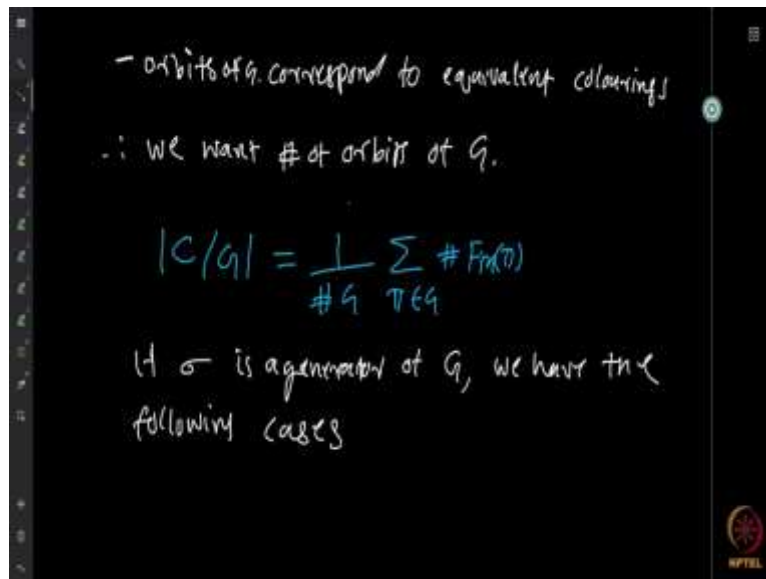 - orbits of G. correspond to equivalent colourings
∴ we want # of orbits of G.
|C/G| = 1/#G Σ π∈G # Fix(π)
If σ is a generator of G, we have the
following cases
NPTEL